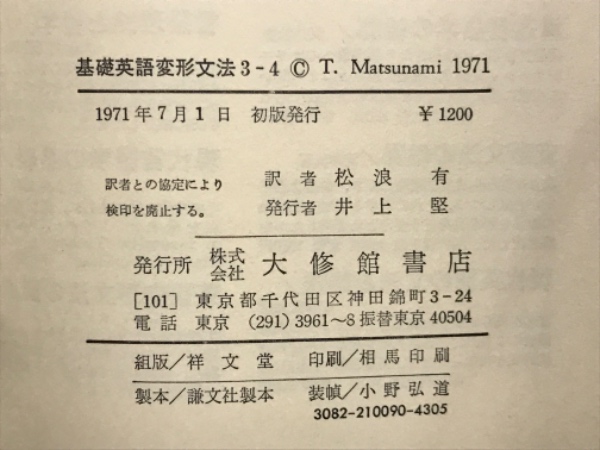 基礎英語変形文法3-4 © T. Matsunami 1971
1971年7月1日 初版発行 ¥1200
訳者との協定により
検印を廃止する。
訳者 松浪有
発行者 井上堅
発行所 株式会社 大修館書店
[101] 東京都千代田区神田錦町3-24
電話 東京 (291) 3961〜8 振替東京 40504
組版/祥文堂 印刷/相馬印刷
製本/謙文社製本 装幀/小野弘道
3082-210090-4305